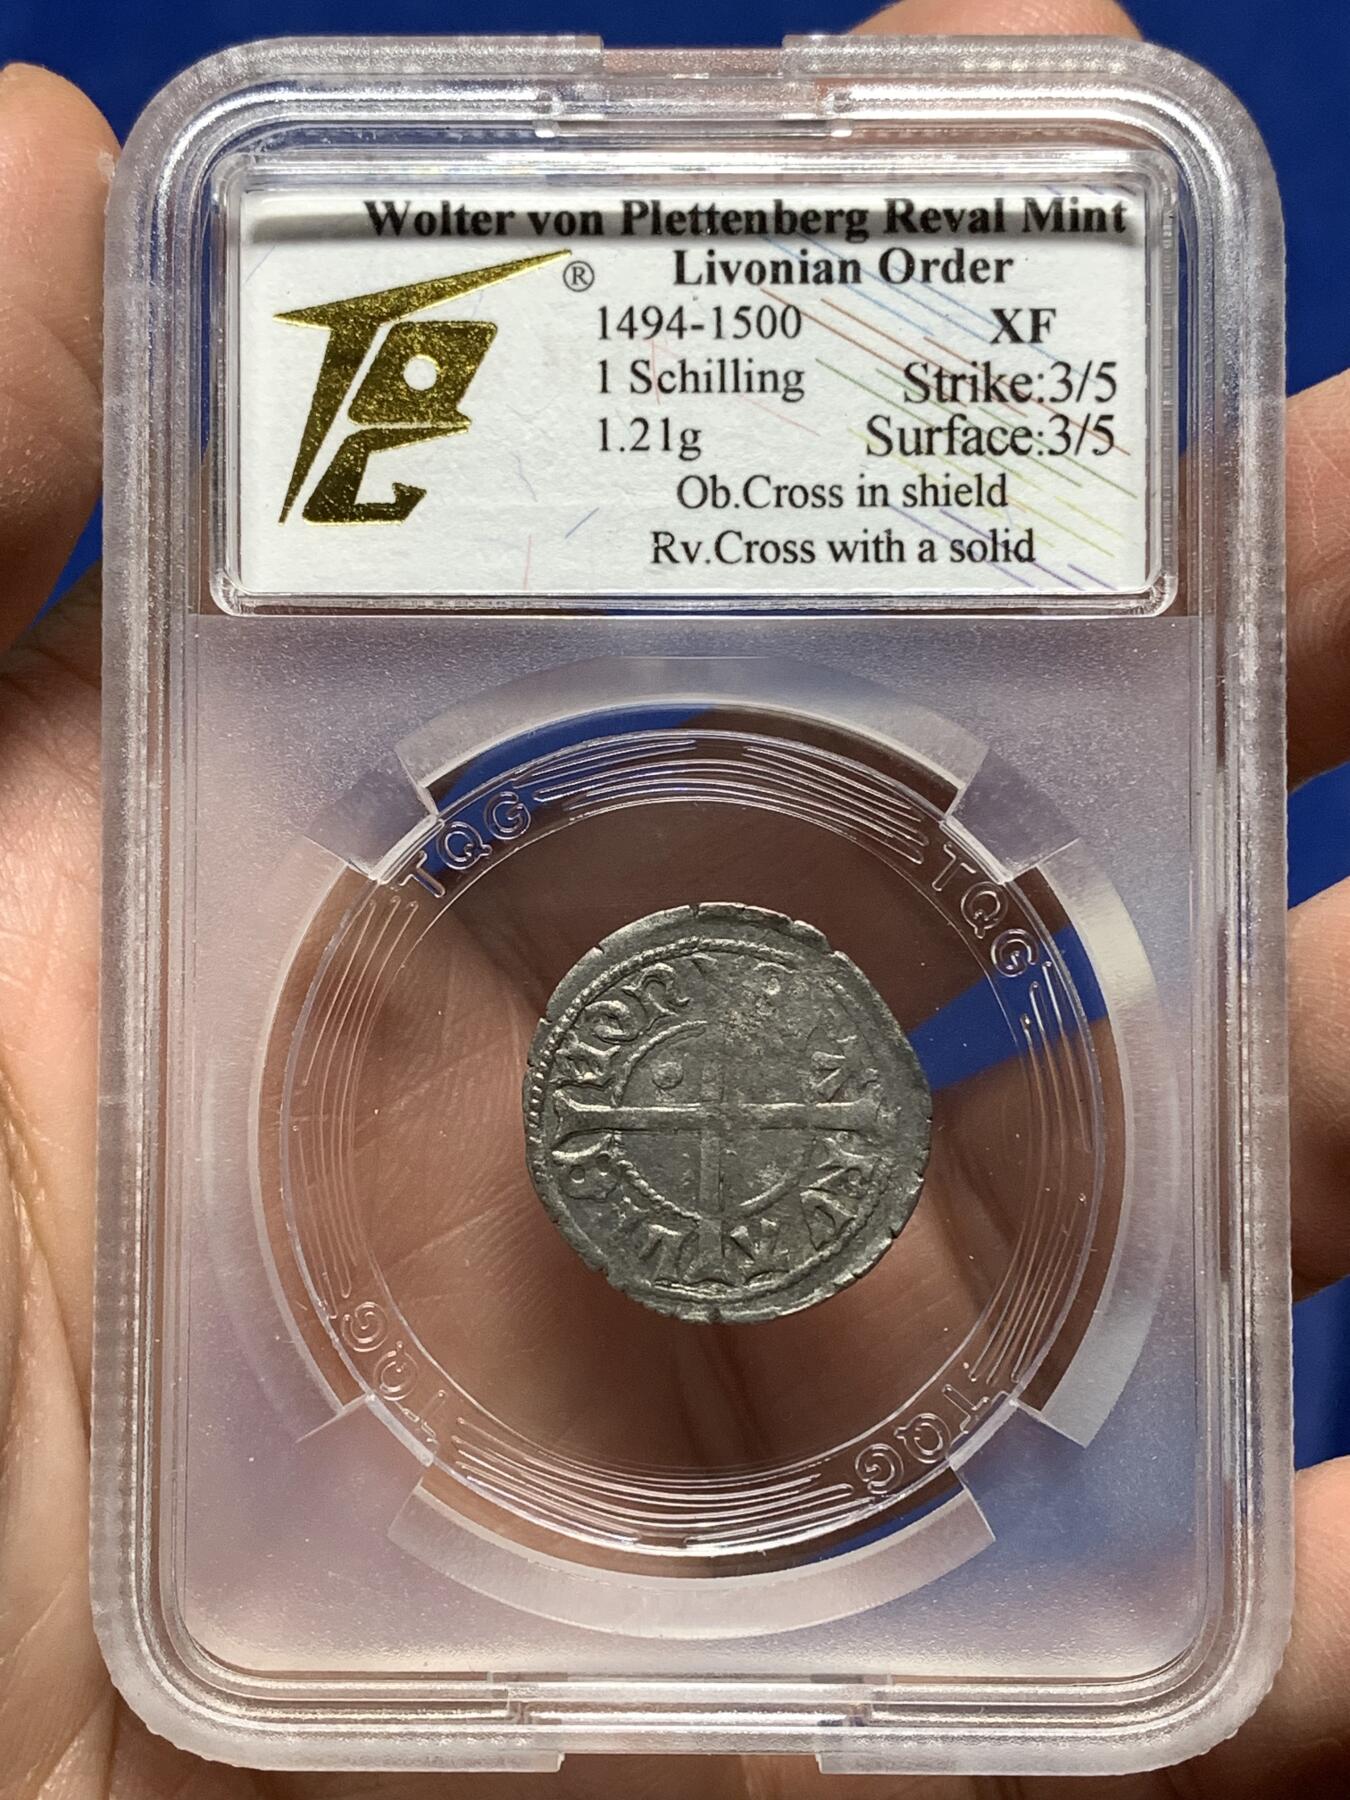 Wolter von Plettenberg Reval Mint
® Livonian Order
1494-1500 XF
1 Schilling Strike:3/5
1.21g Surface:3/5
Ob.Cross in shield
Rv.Cross with a solid
TQG
TQG
TQG
TQG
MON